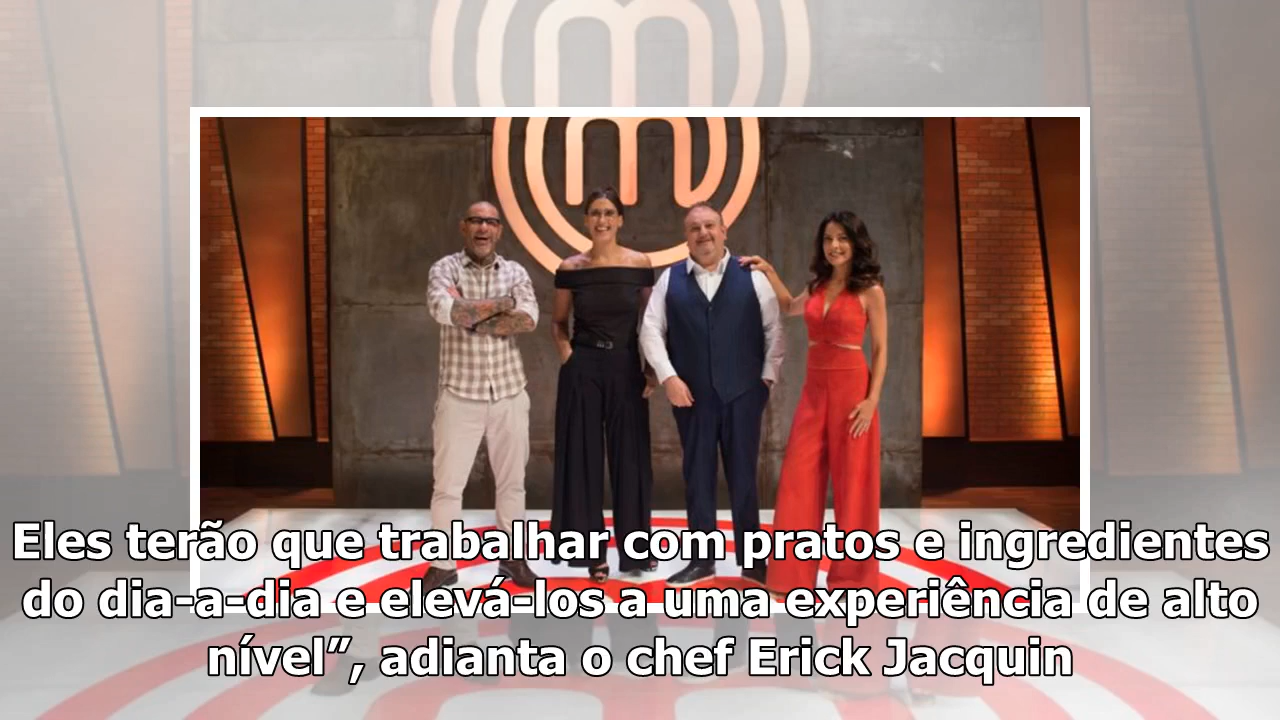 Eles terão que trabalhar com pratos e ingredientes
do dia-a-dia e elevá-los a uma experiência de alto
nível”, adianta o chef Erick Jacquin